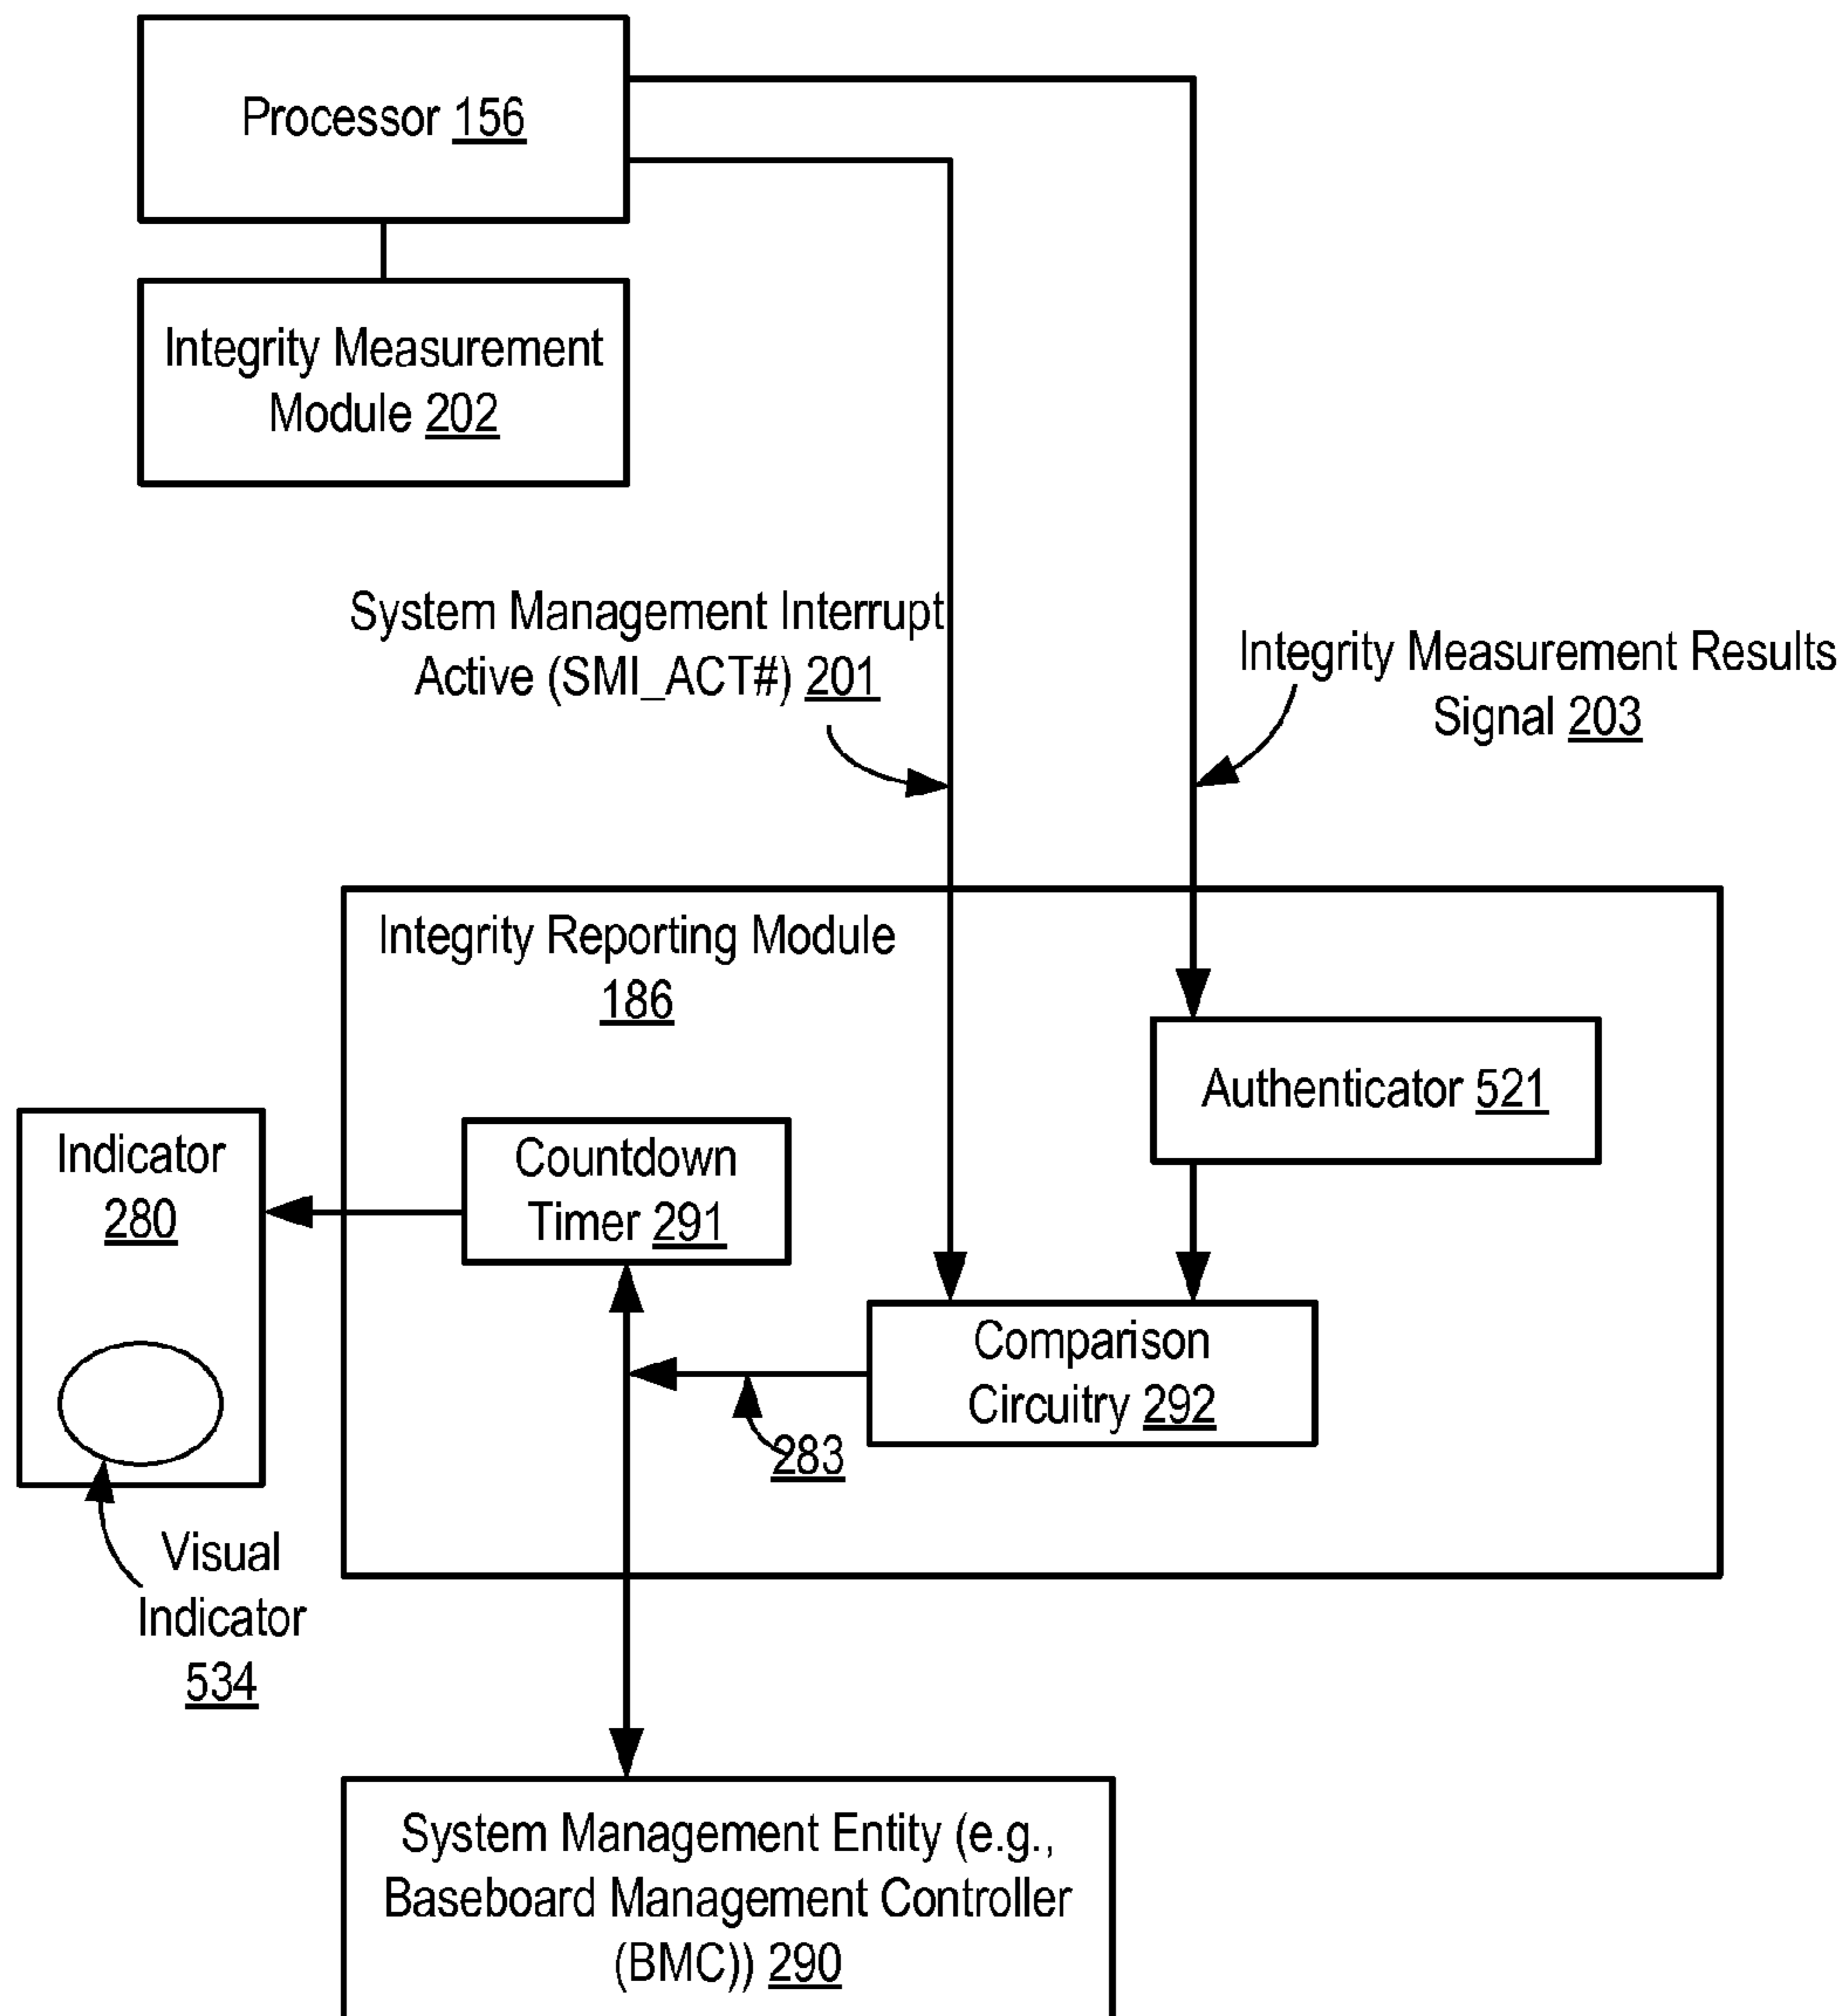 Processor 156
Integrity Measurement
Module 202
System Management Interrupt
Active (SMI_ACT#) 201
Integrity Measurement Results
Signal 203
Integrity Reporting Module
186
Authenticator 521
Indicator
280
Countdown
Timer 291
Comparison
Circuitry 292
283
Visual
Indicator
534
System Management Entity (e.g.,
Baseboard Management Controller
(BMC)) 290